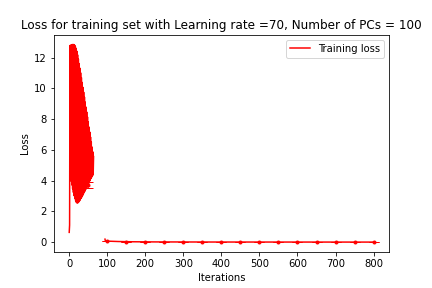 Loss for training set with Learning rate =70, Number of PCs = 100
Training loss
12
10
8
6
4
2
0
Loss
0 100 200 300 400 500 600 700 800
Iterations